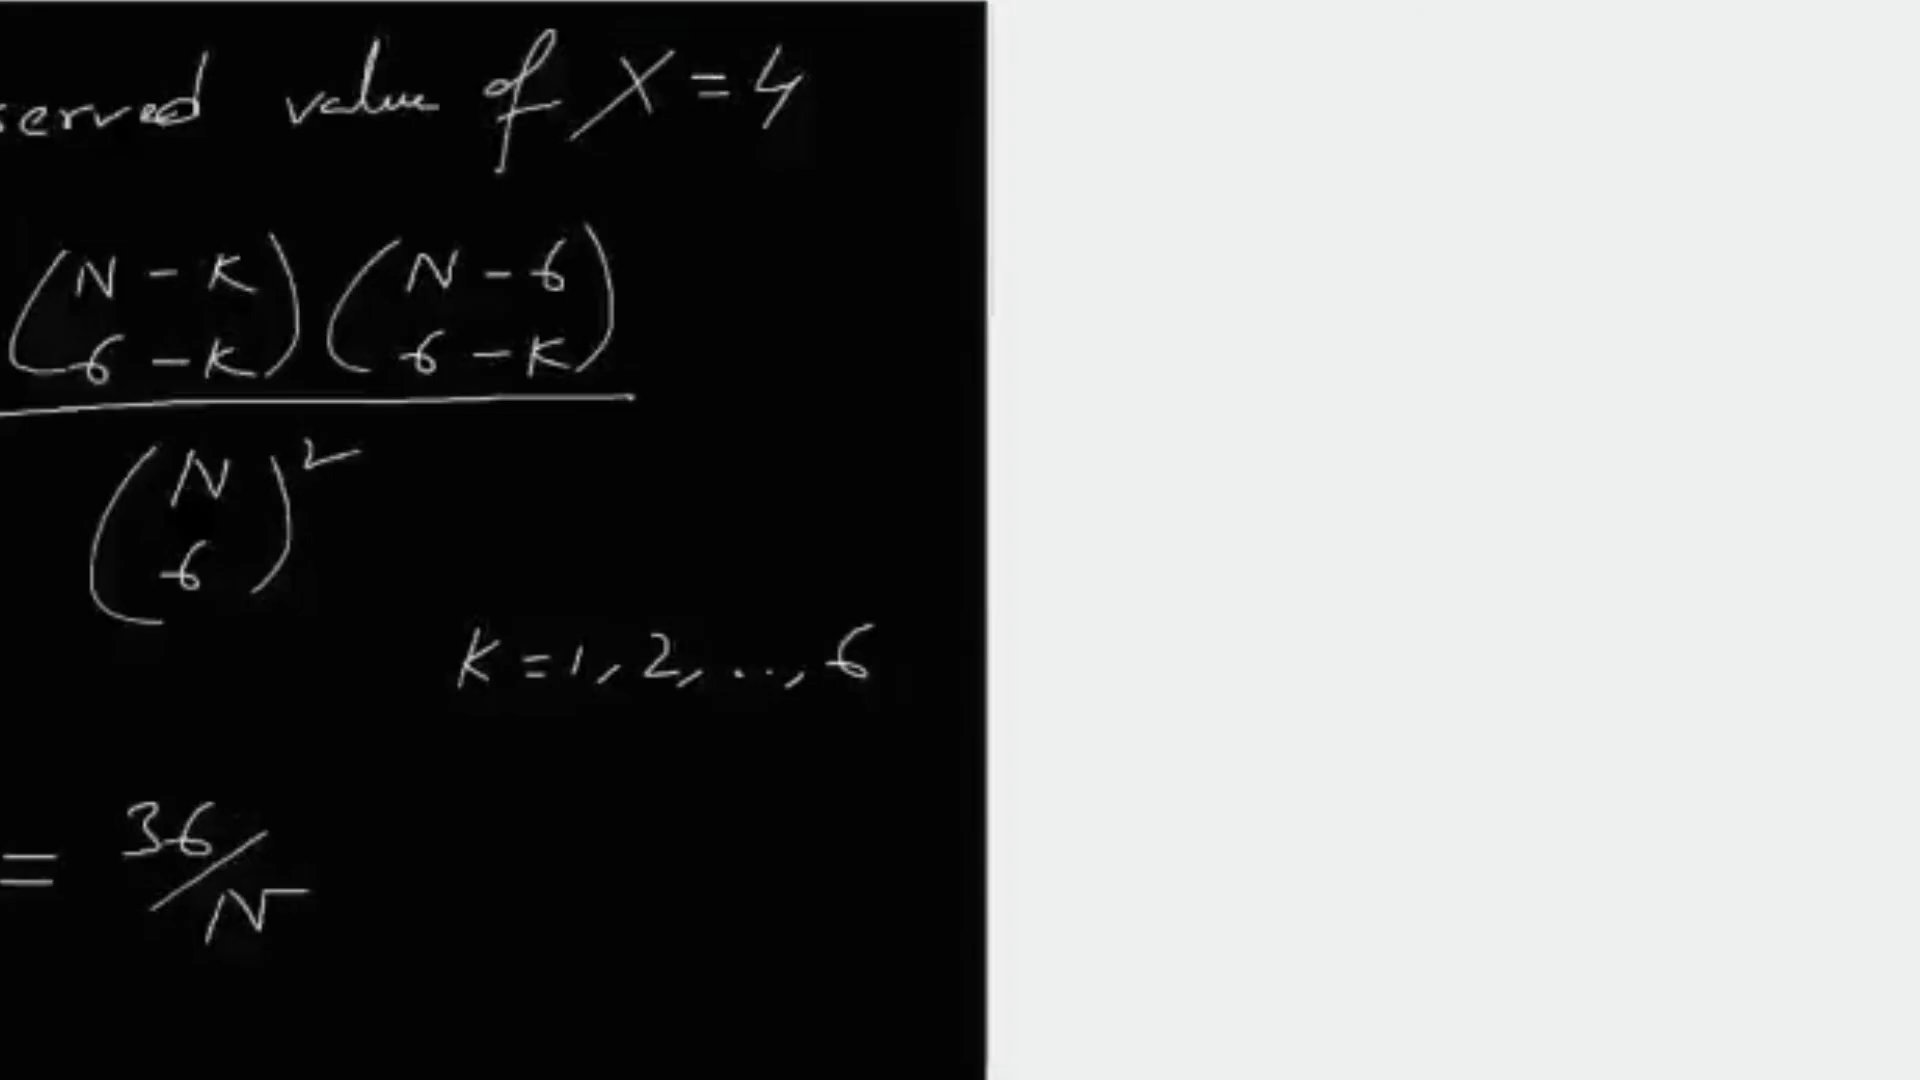 served value of X = 4
(N - K) (N - 6)
(6 - K) (6 - K)
(N)²
(6)
K = 1, 2, .., 6
= 36/N